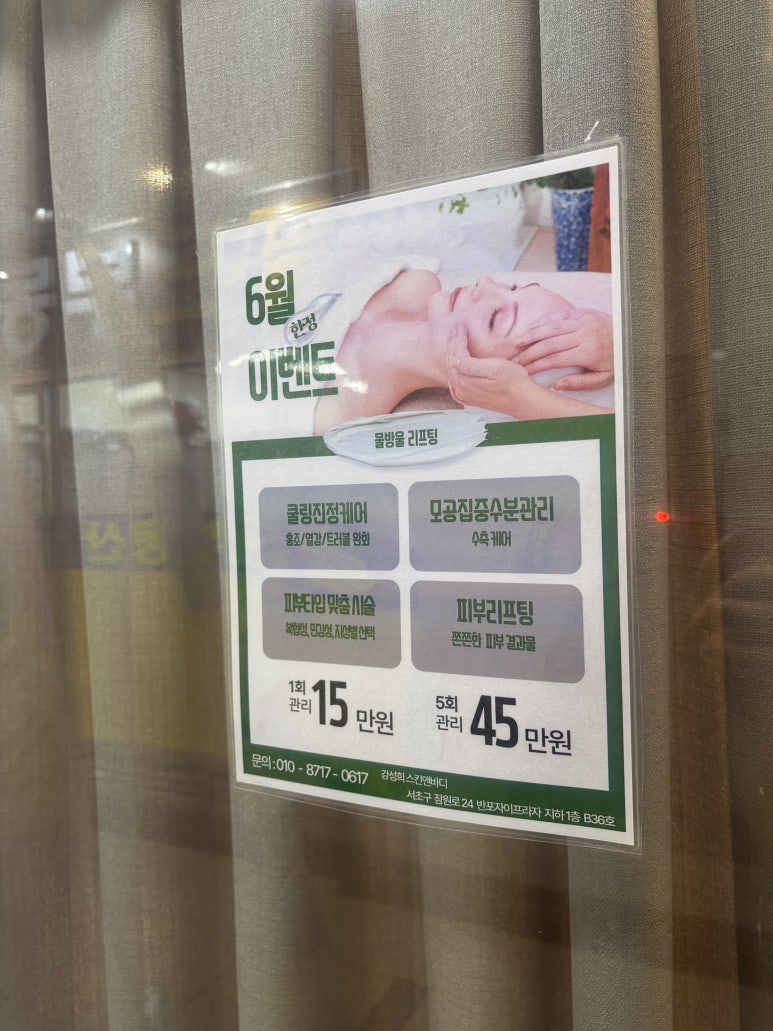 6월
한정
이벤트
물방울 리프팅
쿨링진정케어
홍조/열감/트러블 완화
모공집중수분관리
수축 케어
피부타입 맞춤 시술
복합성, 민감성, 지성별 선택
피부리프팅
쫀쫀한 피부 결과물
1회 관리 15 만원
5회 관리 45 만원
문의 : 010 - 8717 - 0617
강성희 스킨앤바디
서초구 잠원로 24 반포자이프라자 지하 1층 B36호